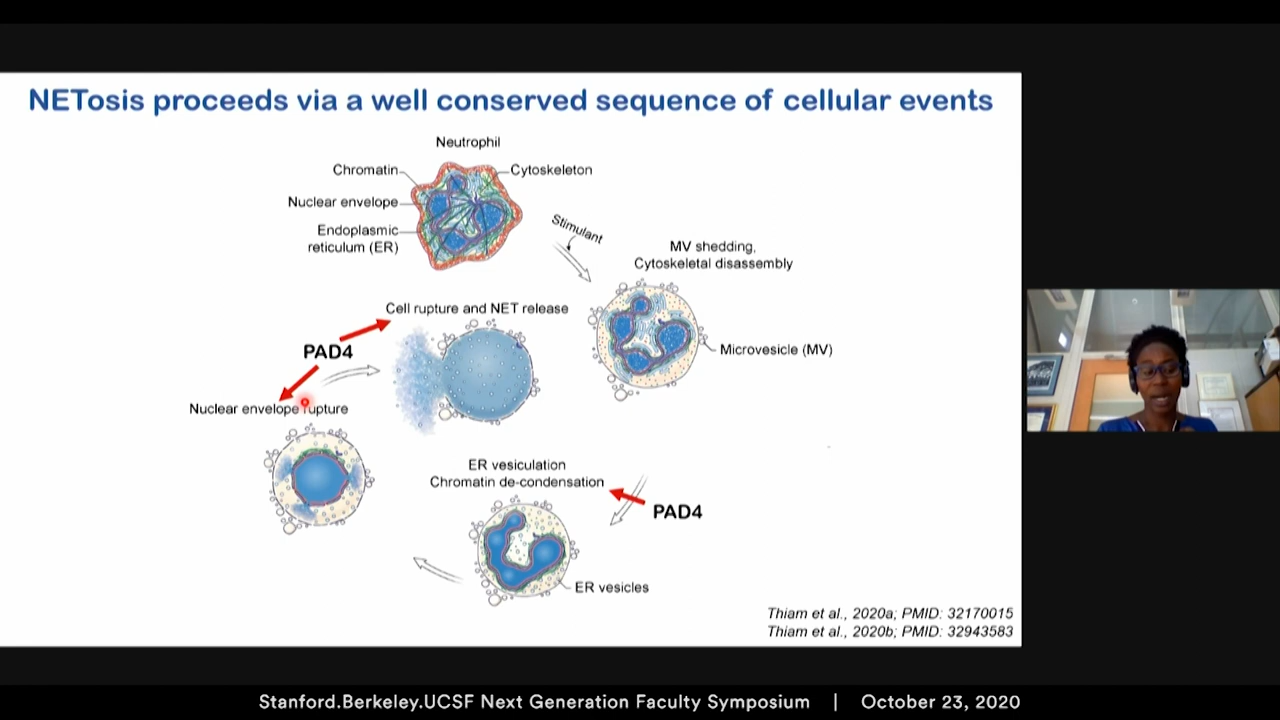 NETosis proceeds via a well conserved sequence of cellular events
Neutrophil
Chromatin
Cytoskeleton
Nuclear envelope
Endoplasmic
reticulum (ER)
Stimulant
MV shedding,
Cytoskeletal disassembly
Microvesicle (MV)
Cell rupture and NET release
PAD4
Nuclear envelope rupture
ER vesiculation
Chromatin de-condensation
PAD4
ER vesicles
Thiam et al., 2020a; PMID: 32170015
Thiam et al., 2020b; PMID: 32943583
Stanford.Berkeley.UCSF Next Generation Faculty Symposium | October 23, 2020